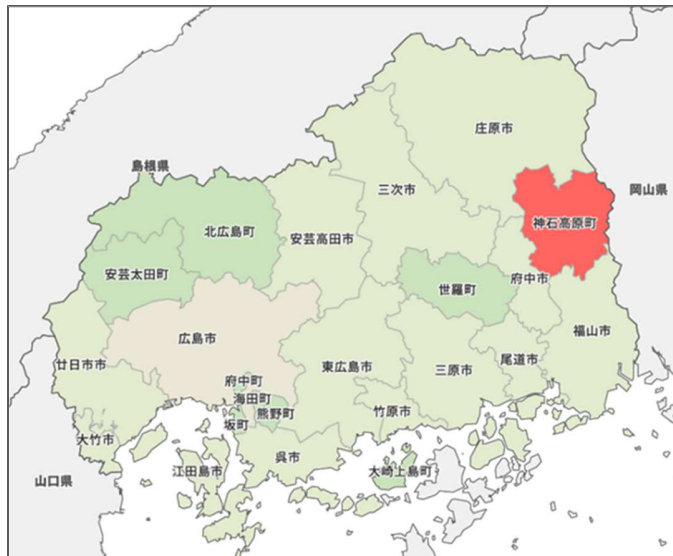 庄原市
島根県
三次市
岡山県
神石高原町
北広島町
安芸高田市
安芸太田町
府中市
世羅町
福山市
広島市
廿日市市
東広島市
三原市
尾道市
府中町
海田町
熊野町
竹原市
坂町
大竹市
呉市
江田島市
大崎上島町
山口県